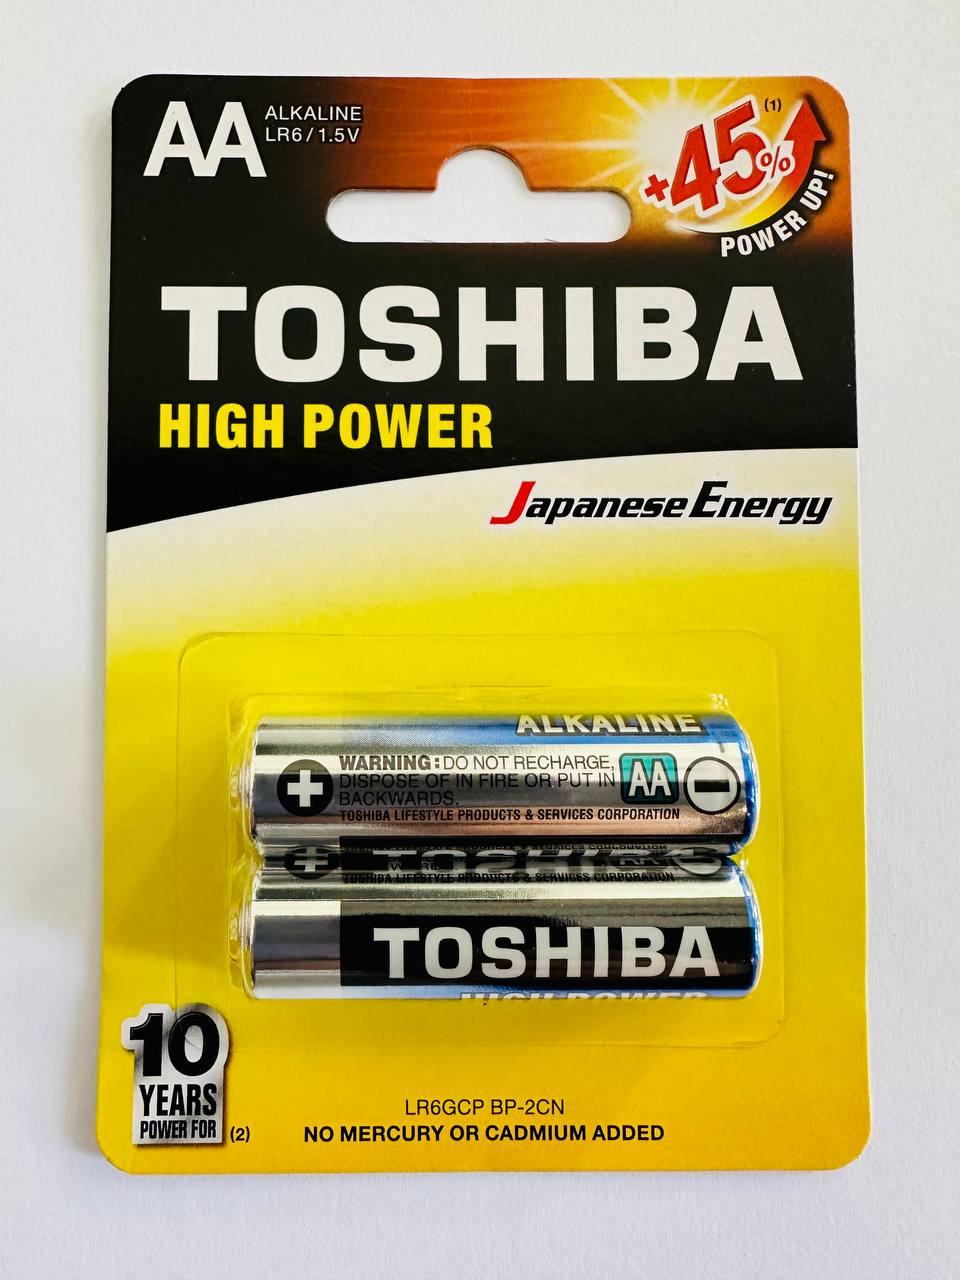 AA
ALKALINE
LR6/1.5V
+45%
(1)
POWER UP!
TOSHIBA
HIGH POWER
Japanese Energy
ALKALINE
WARNING: DO NOT RECHARGE,
DISPOSE OF IN FIRE OR PUT IN
BACKWARDS.
AA
TOSHIBA LIFESTYLE PRODUCTS & SERVICES CORPORATION
TOSHIBA LIFESTYLE PRODUCTS & SERVICES CORPORATION
TOSHIBA
HIGH POWER
10
YEARS
POWER FOR
(2)
LR6GCP BP-2CN
NO MERCURY OR CADMIUM ADDED